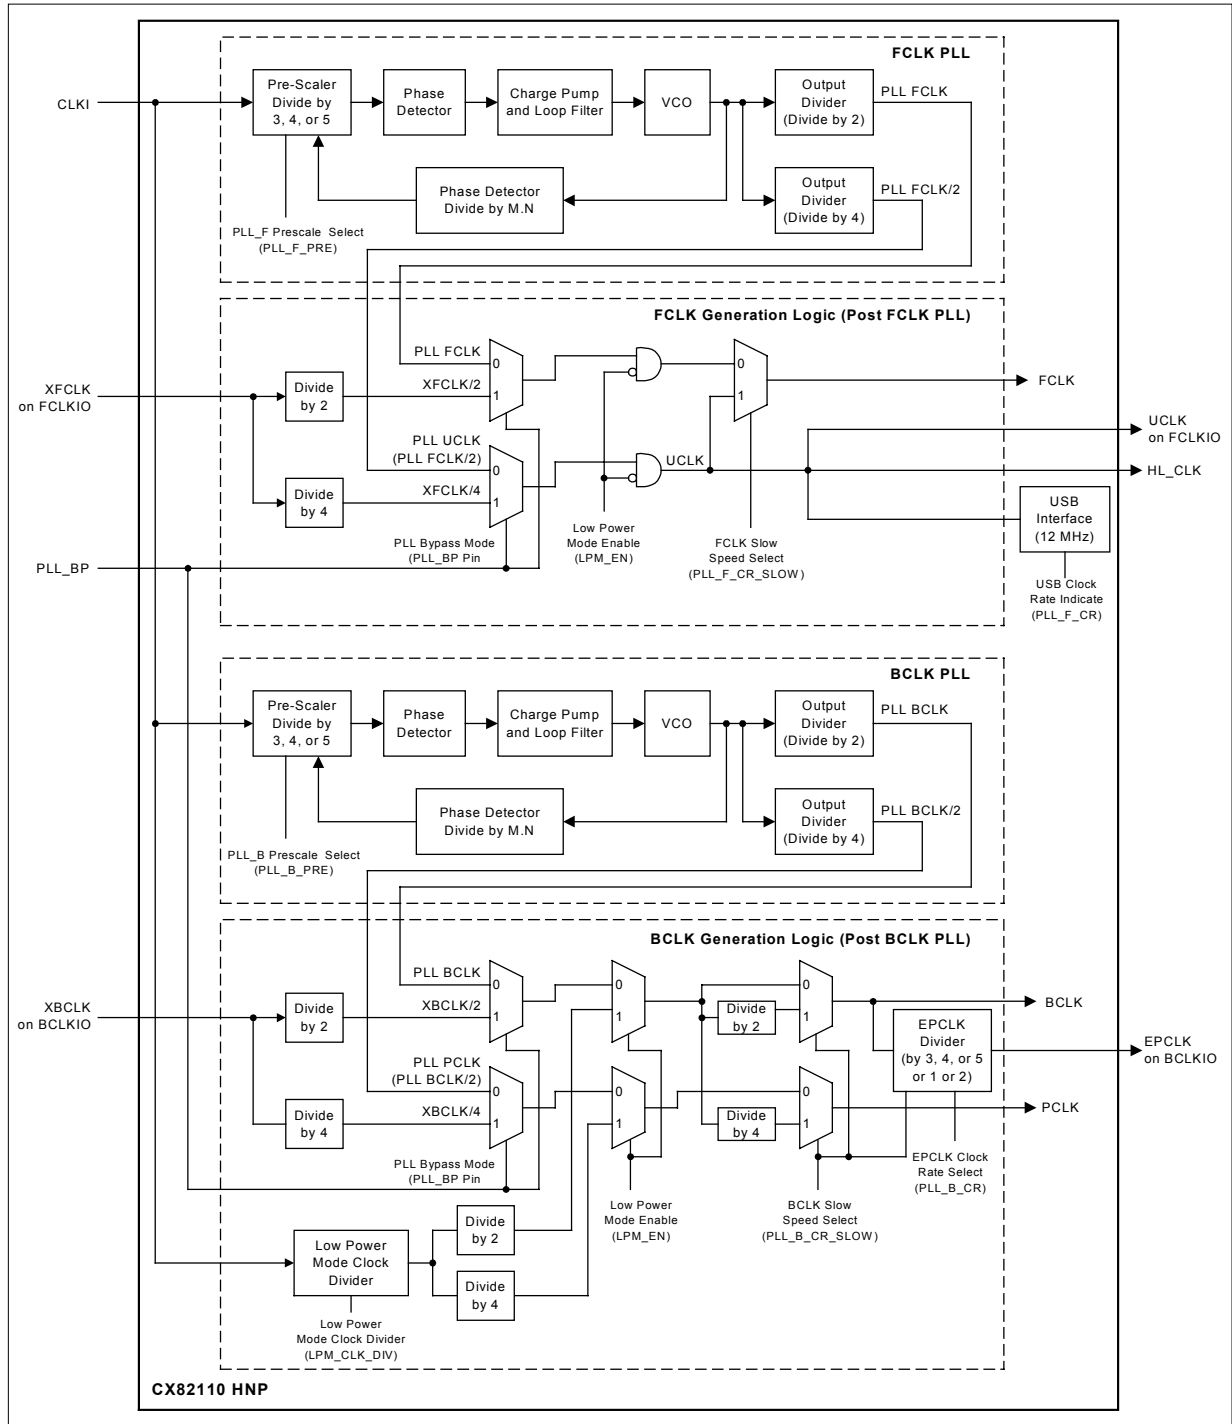 FCLK PLL
CLKI
Pre-Scaler
Divide by
3, 4, or 5
Phase
Detector
Charge Pump
and Loop Filter
VCO
Output
Divider
(Divide by 2)
PLL FCLK
Phase Detector
Divide by M.N
Output
Divider
(Divide by 4)
PLL FCLK/2
PLL_F Prescale Select
(PLL_F_PRE)
FCLK Generation Logic (Post FCLK PLL)
PLL FCLK
0
XFCLK/2
1
0
1
FCLK
XFCLK
on FCLKIO
Divide
by 2
UCLK
on FCLKIO
PLL UCLK
(PLL FCLK/2)
0
XFCLK/4
1
UCLK
HL_CLK
Divide
by 4
USB
Interface
(12 MHz)
PLL_BP
PLL Bypass Mode
(PLL_BP Pin
Low Power
Mode Enable
(LPM_EN)
FCLK Slow
Speed Select
(PLL_F_CR_SLOW)
USB Clock
Rate Indicate
(PLL_F_CR)
BCLK PLL
Pre-Scaler
Divide by
3, 4, or 5
Phase
Detector
Charge Pump
and Loop Filter
VCO
Output
Divider
(Divide by 2)
PLL BCLK
Phase Detector
Divide by M.N
Output
Divider
(Divide by 4)
PLL BCLK/2
PLL_B Prescale Select
(PLL_B_PRE)
BCLK Generation Logic (Post BCLK PLL)
PLL BCLK
0
XBCLK/2
1
0
1
Divide
by 2
0
1
BCLK
XBCLK
on BCLKIO
Divide
by 2
EPCLK
Divider
(by 3, 4, or 5
or 1 or 2)
EPCLK
on BCLKIO
PLL PCLK
(PLL BCLK/2)
0
XBCLK/4
1
0
1
Divide
by 4
0
1
PCLK
Divide
by 4
PLL Bypass Mode
(PLL_BP Pin
Low Power
Mode Enable
(LPM_EN)
BCLK Slow
Speed Select
(PLL_B_CR_SLOW)
EPCLK Clock
Rate Select
(PLL_B_CR)
Low Power
Mode Clock
Divider
Divide
by 2
Divide
by 4
Low Power
Mode Clock Divider
(LPM_CLK_DIV)
CX82110 HNP